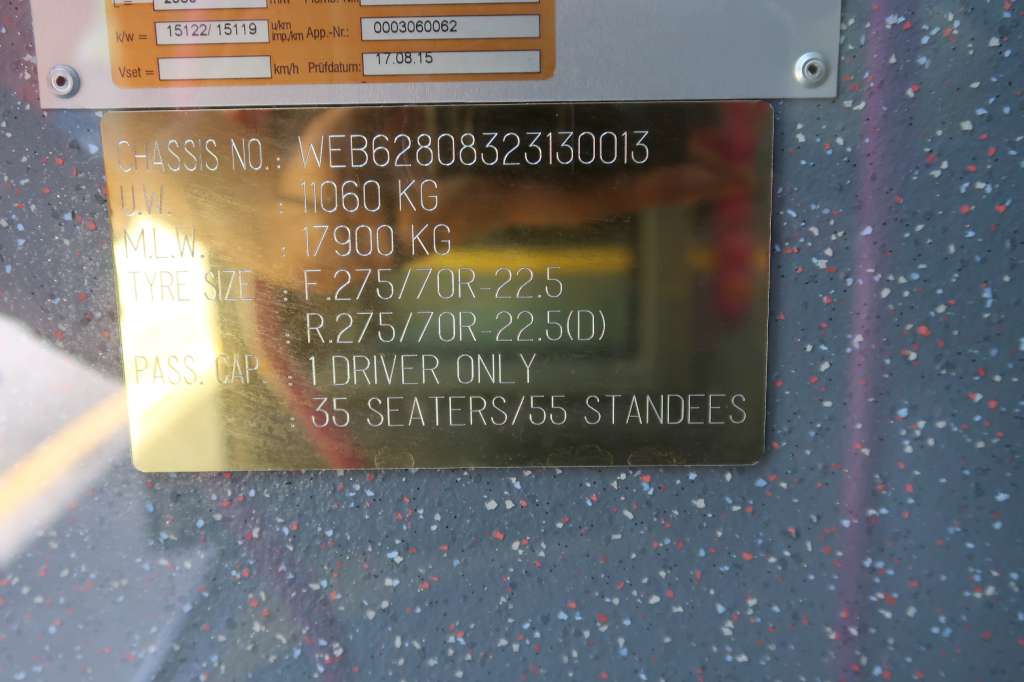 k/w = 15122/ 15119 u/km imp./km App.-Nr.: 0003060062
Vset = km/h Prüfdatum: 17.08.15
CHASSIS NO.: WEB62808323130013
U.W. : 11060 KG
M.L.W. : 17900 KG
TYRE SIZE : F.275/70R-22.5
: R.275/70R-22.5(D)
PASS. CAP. : 1 DRIVER ONLY
: 35 SEATERS/55 STANDEES